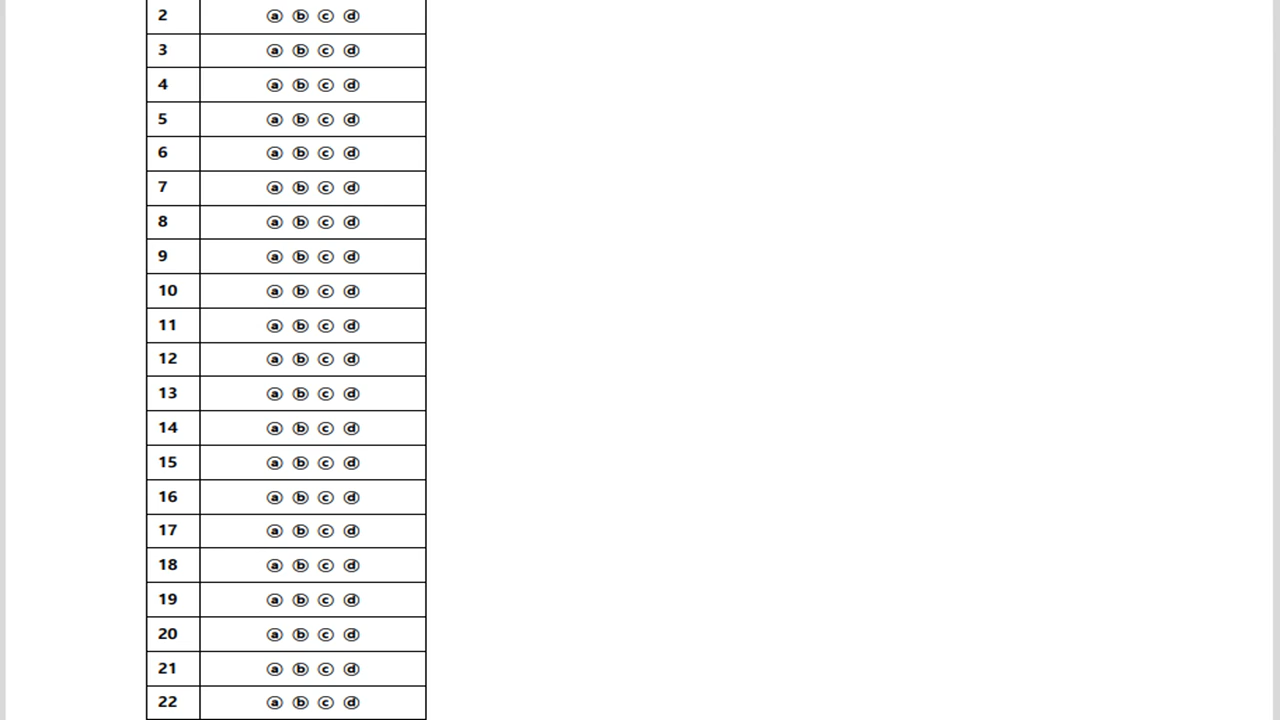 2 ⓐ ⓑ ⓒ ⓓ
3 ⓐ ⓑ ⓒ ⓓ
4 ⓐ ⓑ ⓒ ⓓ
5 ⓐ ⓑ ⓒ ⓓ
6 ⓐ ⓑ ⓒ ⓓ
7 ⓐ ⓑ ⓒ ⓓ
8 ⓐ ⓑ ⓒ ⓓ
9 ⓐ ⓑ ⓒ ⓓ
10 ⓐ ⓑ ⓒ ⓓ
11 ⓐ ⓑ ⓒ ⓓ
12 ⓐ ⓑ ⓒ ⓓ
13 ⓐ ⓑ ⓒ ⓓ
14 ⓐ ⓑ ⓒ ⓓ
15 ⓐ ⓑ ⓒ ⓓ
16 ⓐ ⓑ ⓒ ⓓ
17 ⓐ ⓑ ⓒ ⓓ
18 ⓐ ⓑ ⓒ ⓓ
19 ⓐ ⓑ ⓒ ⓓ
20 ⓐ ⓑ ⓒ ⓓ
21 ⓐ ⓑ ⓒ ⓓ
22 ⓐ ⓑ ⓒ ⓓ